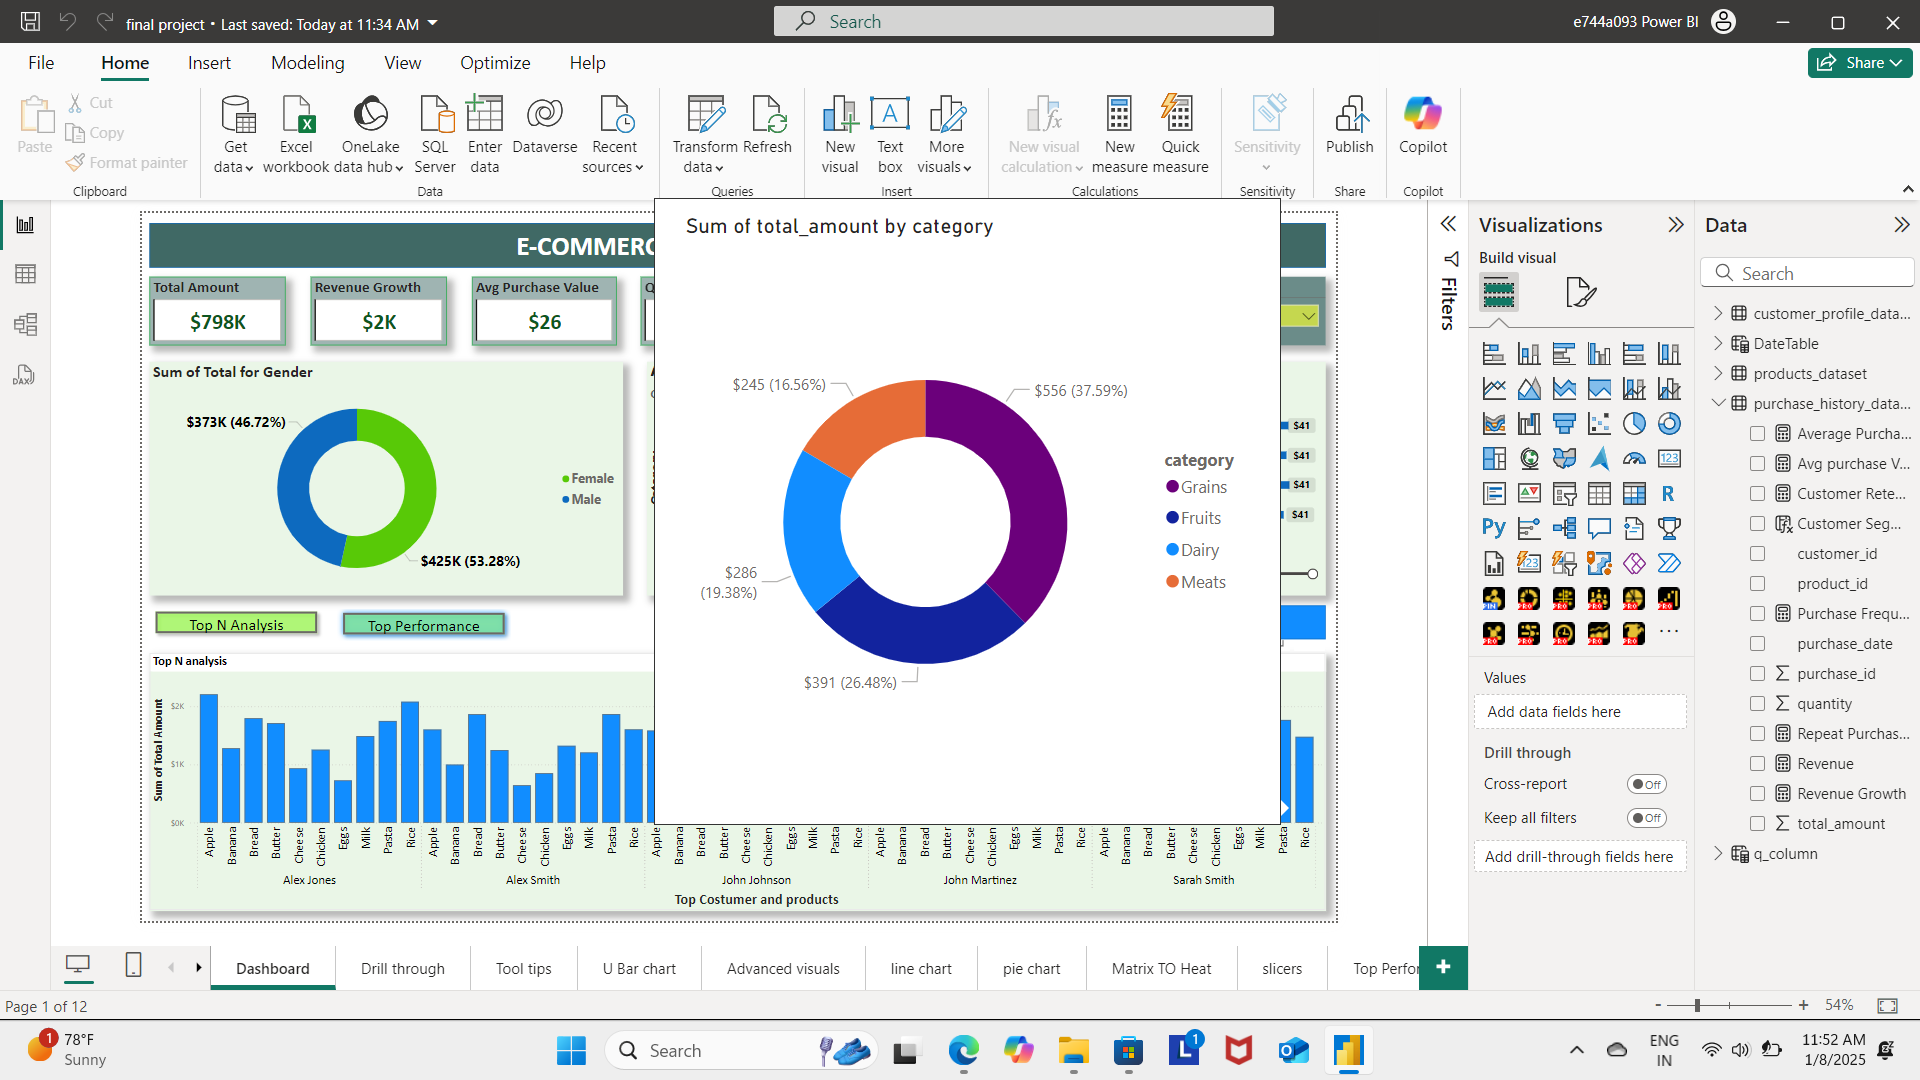 final project • Last saved: Today at 11:34 AM
Search
e744a093 Power BI
File
Home
Insert
Modeling
View
Optimize
Help
Share
Paste
Cut
Copy
Format painter
Clipboard
Get data
Excel workbook
OneLake data hub
SQL Server
Enter data
Dataverse
Recent sources
Data
Transform data
Refresh
Queries
New visual
Text box
More visuals
Insert
New visual calculation
New measure
Quick measure
Calculations
Sensitivity
Sensitivity
Publish
Share
Copilot
Copilot
E-COMMERC
Total Amount
$798K
Revenue Growth
$2K
Avg Purchase Value
$26
Sum of Total for Gender
$373K (46.72%)
$425K (53.28%)
Female
Male
Sum of total_amount by category
$245 (16.56%)
$556 (37.59%)
$286
(19.38%)
$391 (26.48%)
category
Grains
Fruits
Dairy
Meats
$41
$41
$41
$41
Top N Analysis
Top Performance
Top N analysis
Sum of Total Amount
$2K
$1K
$0K
Apple Banana Bread Butter Cheese Chicken Eggs Milk Pasta Rice Apple Banana Bread Butter Cheese Chicken Eggs Milk Pasta Rice Apple Banana Bread Butter Cheese Chicken Eggs Milk Pasta Rice Apple Banana Bread Butter Cheese Chicken Eggs Milk Pasta Rice Apple Banana Bread Butter Cheese Chicken Eggs Milk Pasta Rice
Alex Jones
Alex Smith
John Johnson
John Martinez
Sarah Smith
Top Costumer and products
Filters
Visualizations
Build visual
Values
Add data fields here
Drill through
Cross-report
Off
Keep all filters
Off
Add drill-through fields here
Data
Search
customer_profile_data...
DateTable
products_dataset
purchase_history_data...
Average Purcha...
Avg purchase V...
Customer Rete...
Customer Seg...
customer_id
product_id
Purchase Frequ...
purchase_date
purchase_id
quantity
Repeat Purchas...
Revenue
Revenue Growth
total_amount
q_column
Dashboard
Drill through
Tool tips
U Bar chart
Advanced visuals
line chart
pie chart
Matrix TO Heat
slicers
Top Perfor
Page 1 of 12
54%
1
78°F
Sunny
Search
1
ENG
IN
11:52 AM
1/8/2025